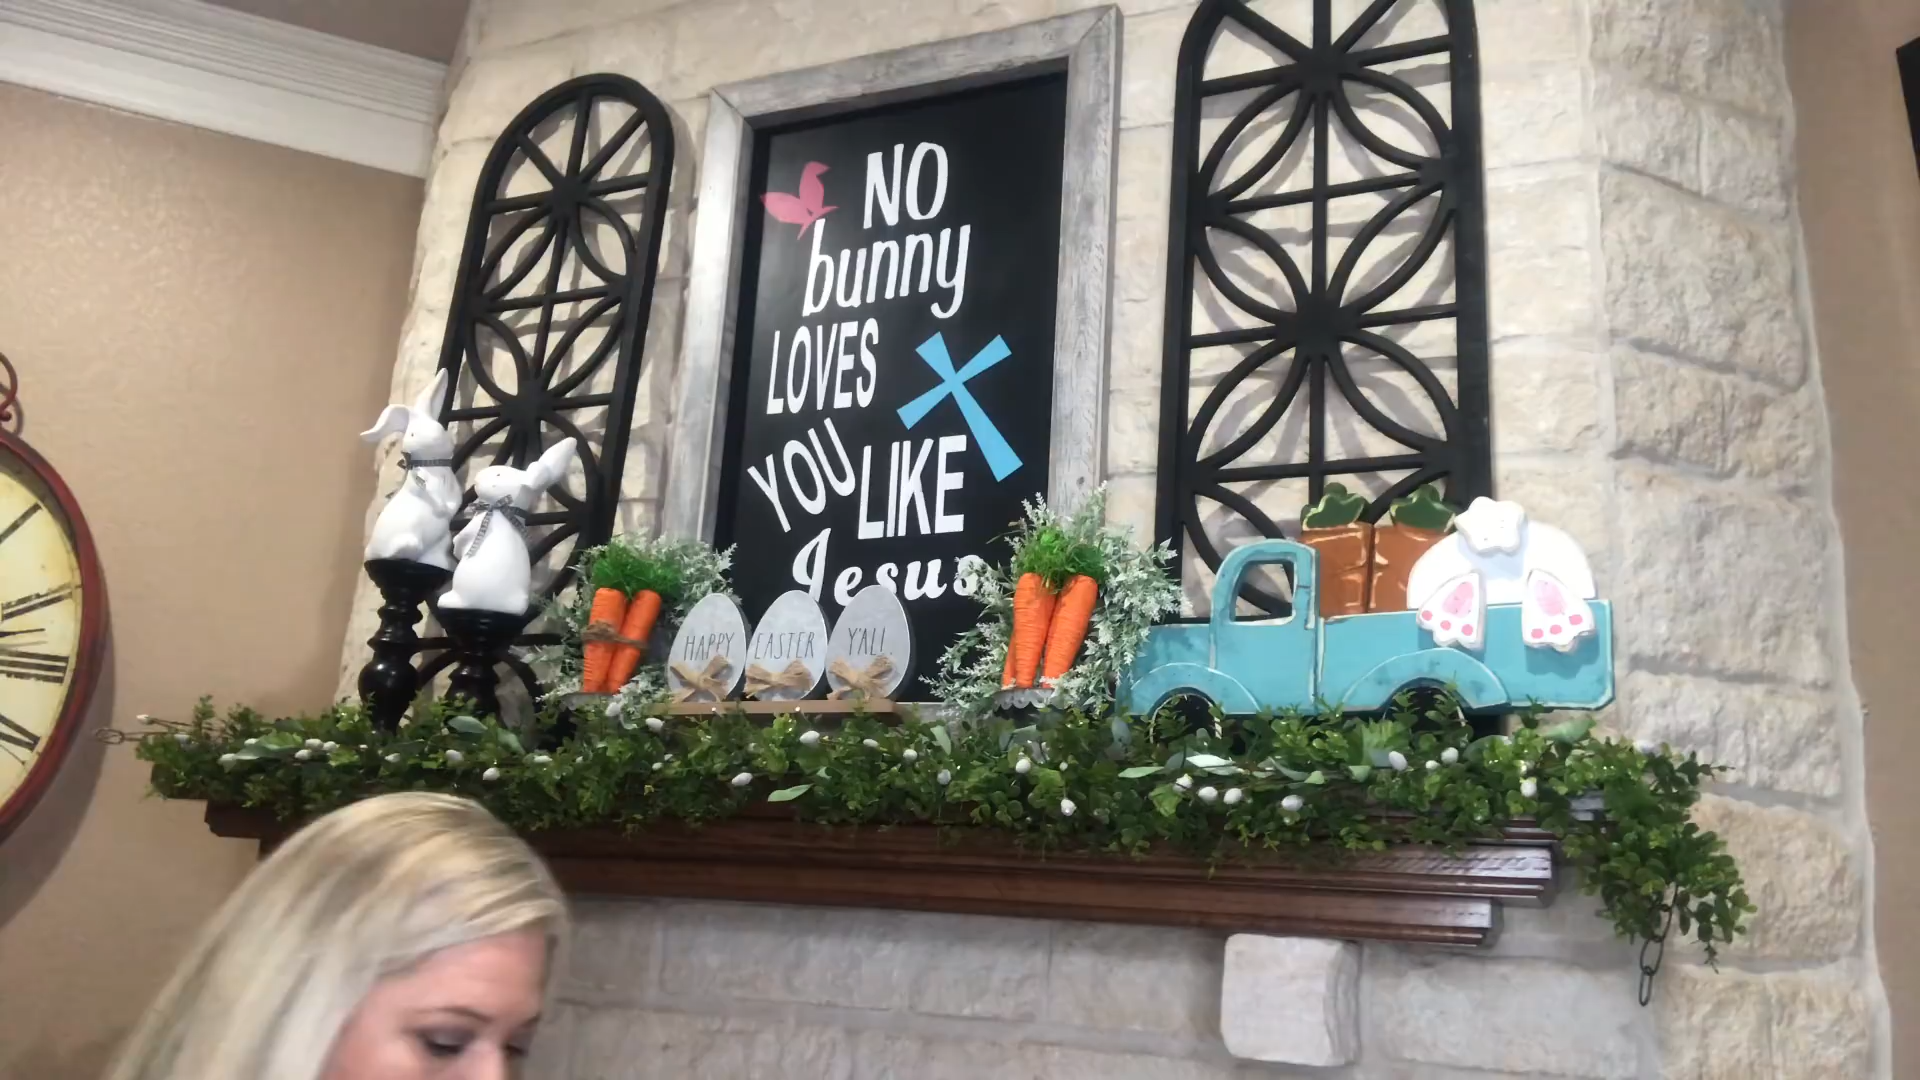 NO
bunny
LOVES
YOU
LIKE
Jesus
HAPPY EASTER Y'ALL.